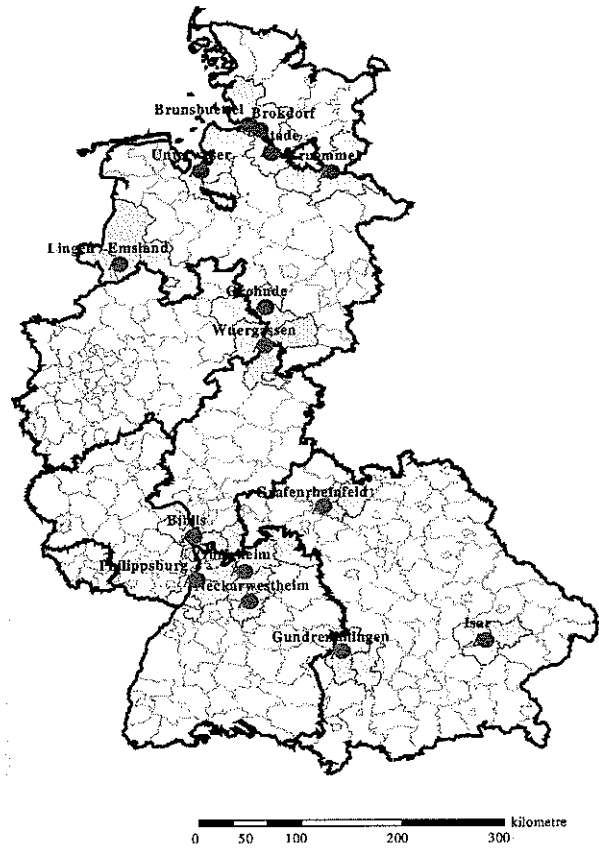 Brunsbuettel
Brokdorf
Stade
Unterweser
Kruemmel
Lingen /-Emsland
Grohnde
Wuergassen
Grafenrheinfeld
Biblis
Philippsburg
Neckarwestheim
Gundremmingen
Isar
kilometre
0 50 100 200 300